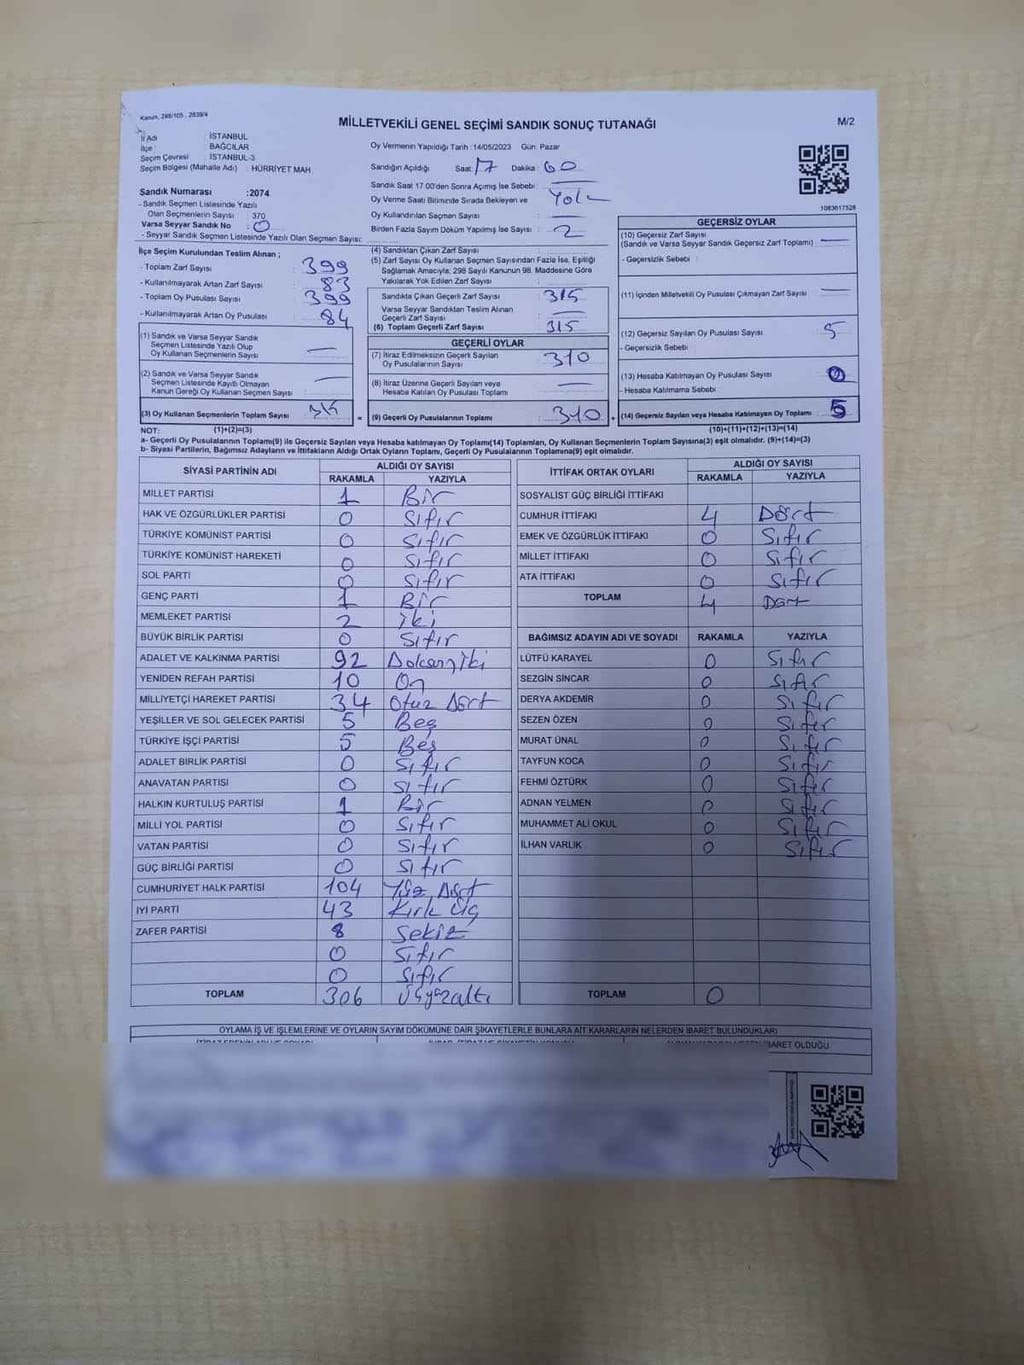 Kanun, 298/105 , 2839/4
MİLLETVEKİLİ GENEL SEÇİMİ SANDIK SONUÇ TUTANAĞI
M/2
İl Adı : İSTANBUL
İlçe : BAĞCILAR
Seçim Çevresi : İSTANBUL-3
Seçim Bölgesi (Mahalle Adı) : HÜRRİYET MAH
Sandık Numarası :2074
- Sandık Seçmen Listesinde Yazılı
Olan Seçmenlerin Sayısı : 370
Varsa Seyyar Sandık No : 0
- Seyyar Sandık Seçmen Listesinde Yazılı Olan Seçmen Sayısı:
İlçe Seçim Kurulundan Teslim Alınan ;
- Toplam Zarf Sayısı : 399
- Kullanılmayarak Artan Zarf Sayısı : 83
- Toplam Oy Pusulası Sayısı : 399
- Kullanılmayarak Artan Oy Pusulası : 84
(1) Sandık ve Varsa Seyyar Sandık
Seçmen Listesinde Yazılı Olup
Oy Kullanan Seçmenlerin Sayısı : —
(2) Sandık ve Varsa Seyyar Sandık
Seçmen Listesinde Kayıtlı Olmayan
Kanun Gereği Oy Kullanan Seçmen Sayısı : —
(3) Oy Kullanan Seçmenlerin Toplam Sayısı :
Oy Vermenin Yapıldığı Tarih :14/05/2023 Gün: Pazar
Sandığın Açıldığı Saat: 17 Dakika: 60
Sandık Saat 17:00'den Sonra Açılmış İse Sebebi : —
Oy Verme Saati Bitiminde Sırada Bekleyen ve
Oy Kullandırılan Seçmen Sayısı : —
Birden Fazla Sayım Döküm Yapılmış İse Sayısı : 2
(4) Sandıktan Çıkan Zarf Sayısı
(5) Zarf Sayısı Oy Kullanan Seçmen Sayısından Fazla İse, Eşitliği
Sağlamak Amacıyla; 298 Sayılı Kanunun 98. Maddesine Göre
Yakılarak Yok Edilen Zarf Sayısı
Sandıkta Çıkan Geçerli Zarf Sayısı : 315
Varsa Seyyar Sandıktan Teslim Alınan
Geçerli Zarf Sayısı : —
(6) Toplam Geçerli Zarf Sayısı : 315
GEÇERLİ OYLAR
(7) İtiraz Edilmeksizin Geçerli Sayılan
Oy Pusulalarının Sayısı : 310
(8) İtiraz Üzerine Geçerli Sayılan veya
Hesaba Katılan Oy Pusulası Toplamı : —
= (9) Geçerli Oy Pusulalarının Toplamı : 310
1083617528
GEÇERSİZ OYLAR
(10) Geçersiz Zarf Sayısı
(Sandık ve Varsa Seyyar Sandık Geçersiz Zarf Toplamı) : —
- Geçersizlik Sebebi :
(11) İçinden Milletvekili Oy Pusulası Çıkmayan Zarf Sayısı : —
(12) Geçersiz Sayılan Oy Pusulası Sayısı : 5
- Geçersizlik Sebebi :
(13) Hesaba Katılmayan Oy Pusulası Sayısı :
- Hesaba Katılmama Sebebi :
+ (14) Geçersiz Sayılan veya Hesaba Katılmayan Oy Toplamı : 5
NOT: (1)+(2)=(3) (10)+(11)+(12)+(13)=(14)
a- Geçerli Oy Pusulalarının Toplamı(9) ile Geçersiz Sayılan veya Hesaba katılmayan Oy Toplamı(14) Toplamları, Oy Kullanan Seçmenlerin Toplam Sayısına(3) eşit olmalıdır. (9)+(14)=(3)
b- Siyasi Partilerin, Bağımsız Adayların ve İttifakların Aldığı Ortak Oyların Toplamı, Geçerli Oy Pusulalarının Toplamına(9) eşit olmalıdır.
SİYASİ PARTİNİN ADI ALDIĞI OY SAYISI
RAKAMLA YAZIYLA
MİLLET PARTİSİ 1 Bir
HAK VE ÖZGÜRLÜKLER PARTİSİ 0 Sıfır
TÜRKİYE KOMÜNİST PARTİSİ 0 Sıfır
TÜRKİYE KOMÜNİST HAREKETİ 0 Sıfır
SOL PARTİ 0 Sıfır
GENÇ PARTİ 1 Bir
MEMLEKET PARTİSİ 2 iki
BÜYÜK BİRLİK PARTİSİ 0 Sıfır
ADALET VE KALKINMA PARTİSİ 92 Doksan iki
YENİDEN REFAH PARTİSİ 10 On
MİLLİYETÇİ HAREKET PARTİSİ 34 Otuz Dört
YEŞİLLER VE SOL GELECEK PARTİSİ 5 Beş
TÜRKİYE İŞÇİ PARTİSİ 5 Beş
ADALET BİRLİK PARTİSİ 0 Sıfır
ANAVATAN PARTİSİ 0 Sıfır
HALKIN KURTULUŞ PARTİSİ 1 Bir
MİLLİ YOL PARTİSİ 0 Sıfır
VATAN PARTİSİ 0 Sıfır
GÜÇ BİRLİĞİ PARTİSİ 0 Sıfır
CUMHURİYET HALK PARTİSİ 104 Yüz Dört
İYİ PARTİ 43 Kırk Üç
ZAFER PARTİSİ 8 Sekiz
0 Sıfır
0 Sıfır
TOPLAM 306 Üçyüzaltı
İTTİFAK ORTAK OYLARI ALDIĞI OY SAYISI
RAKAMLA YAZIYLA
SOSYALİST GÜÇ BİRLİĞİ İTTİFAKI
CUMHUR İTTİFAKI 4 Dört
EMEK VE ÖZGÜRLÜK İTTİFAKI 0 Sıfır
MİLLET İTTİFAKI 0 Sıfır
ATA İTTİFAKI 0 Sıfır
TOPLAM 4 Dört
BAĞIMSIZ ADAYIN ADI VE SOYADI RAKAMLA YAZIYLA
LÜTFÜ KARAYEL 0 Sıfır
SEZGİN SİNCAR 0 Sıfır
DERYA AKDEMİR 0 Sıfır
SEZEN ÖZEN 0 Sıfır
MURAT ÜNAL 0 Sıfır
TAYFUN KOCA 0 Sıfır
FEHMİ ÖZTÜRK 0 Sıfır
ADNAN YELMEN 0 Sıfır
MUHAMMET ALİ OKUL 0 Sıfır
İLHAN VARLIK 0 Sıfır
TOPLAM 0
OYLAMA İŞ VE İŞLEMLERİNE VE OYLARIN SAYIM DÖKÜMÜNE DAİR ŞİKAYETLERLE BUNLARA AİT KARARLARIN NELERDEN İBARET BULUNDUKLARI